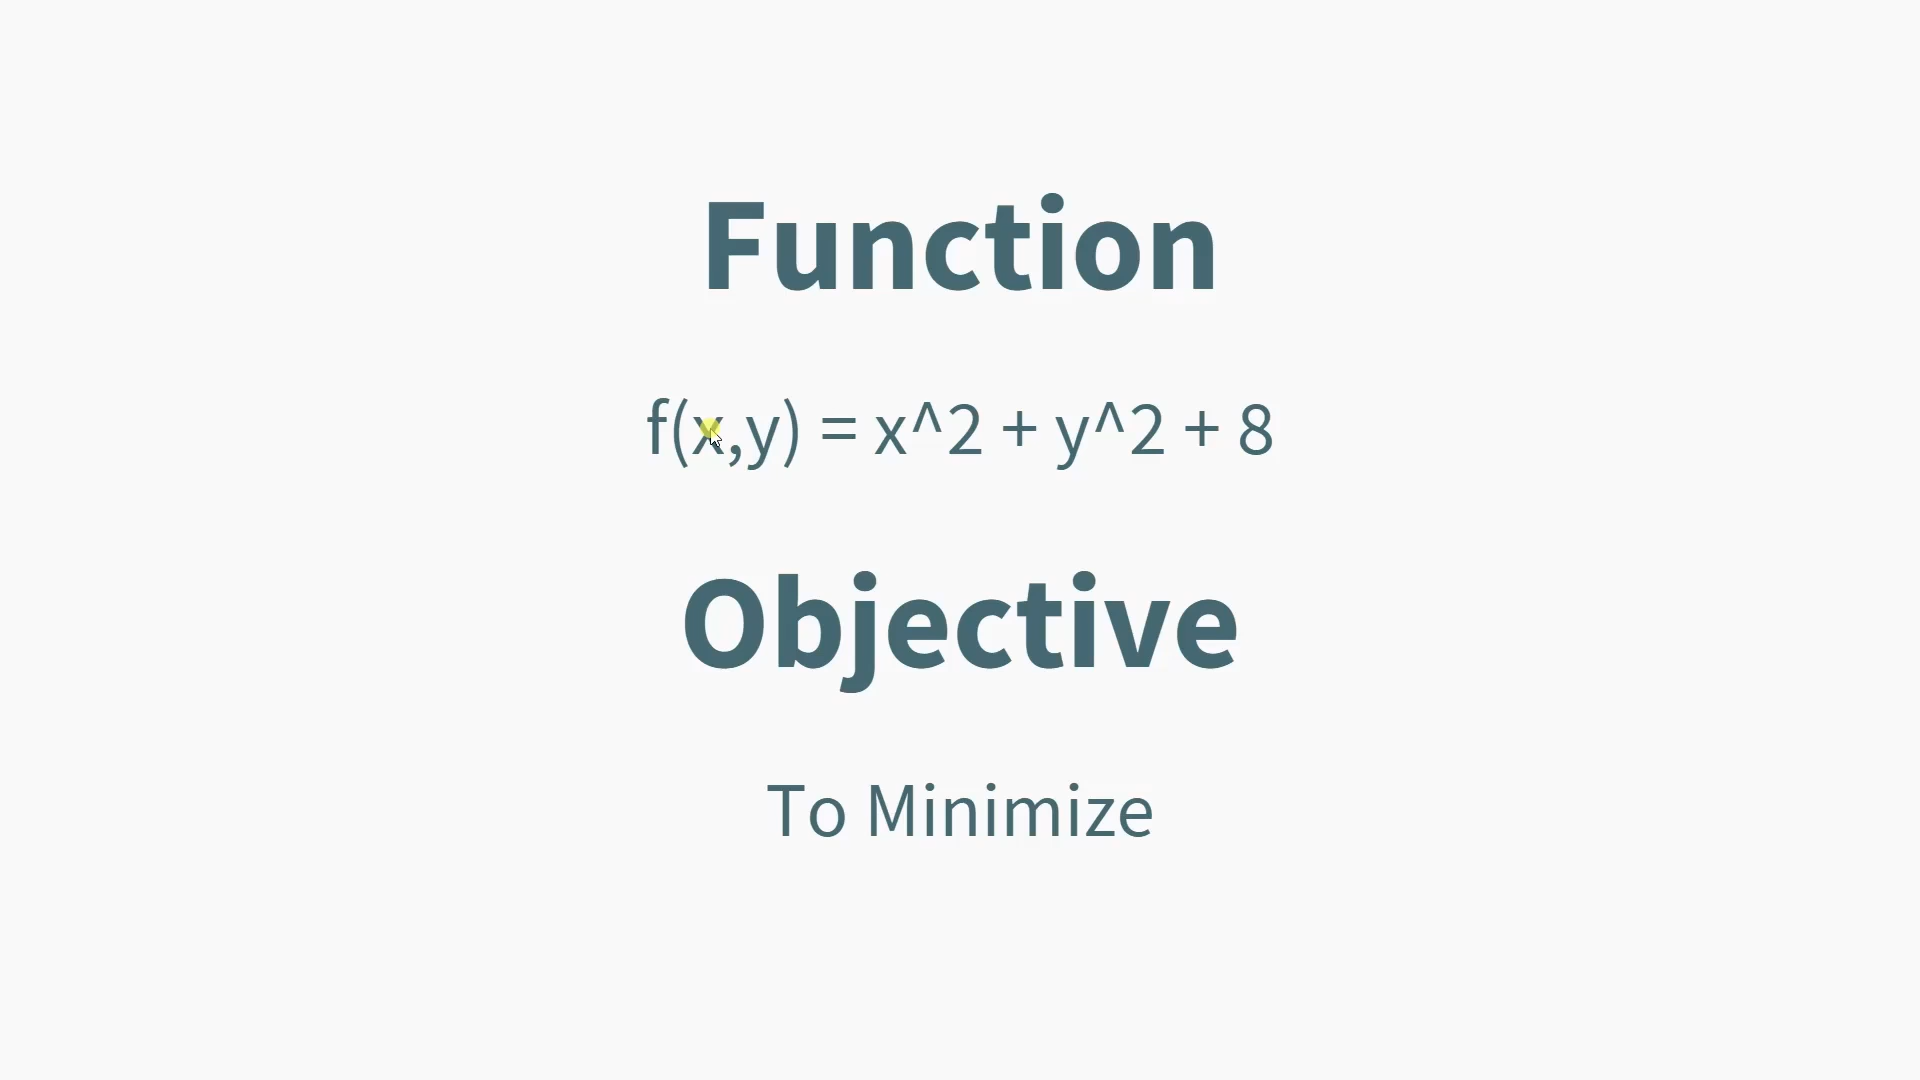 Function
f(x,y) = x^2 + y^2 + 8
Objective
To Minimize